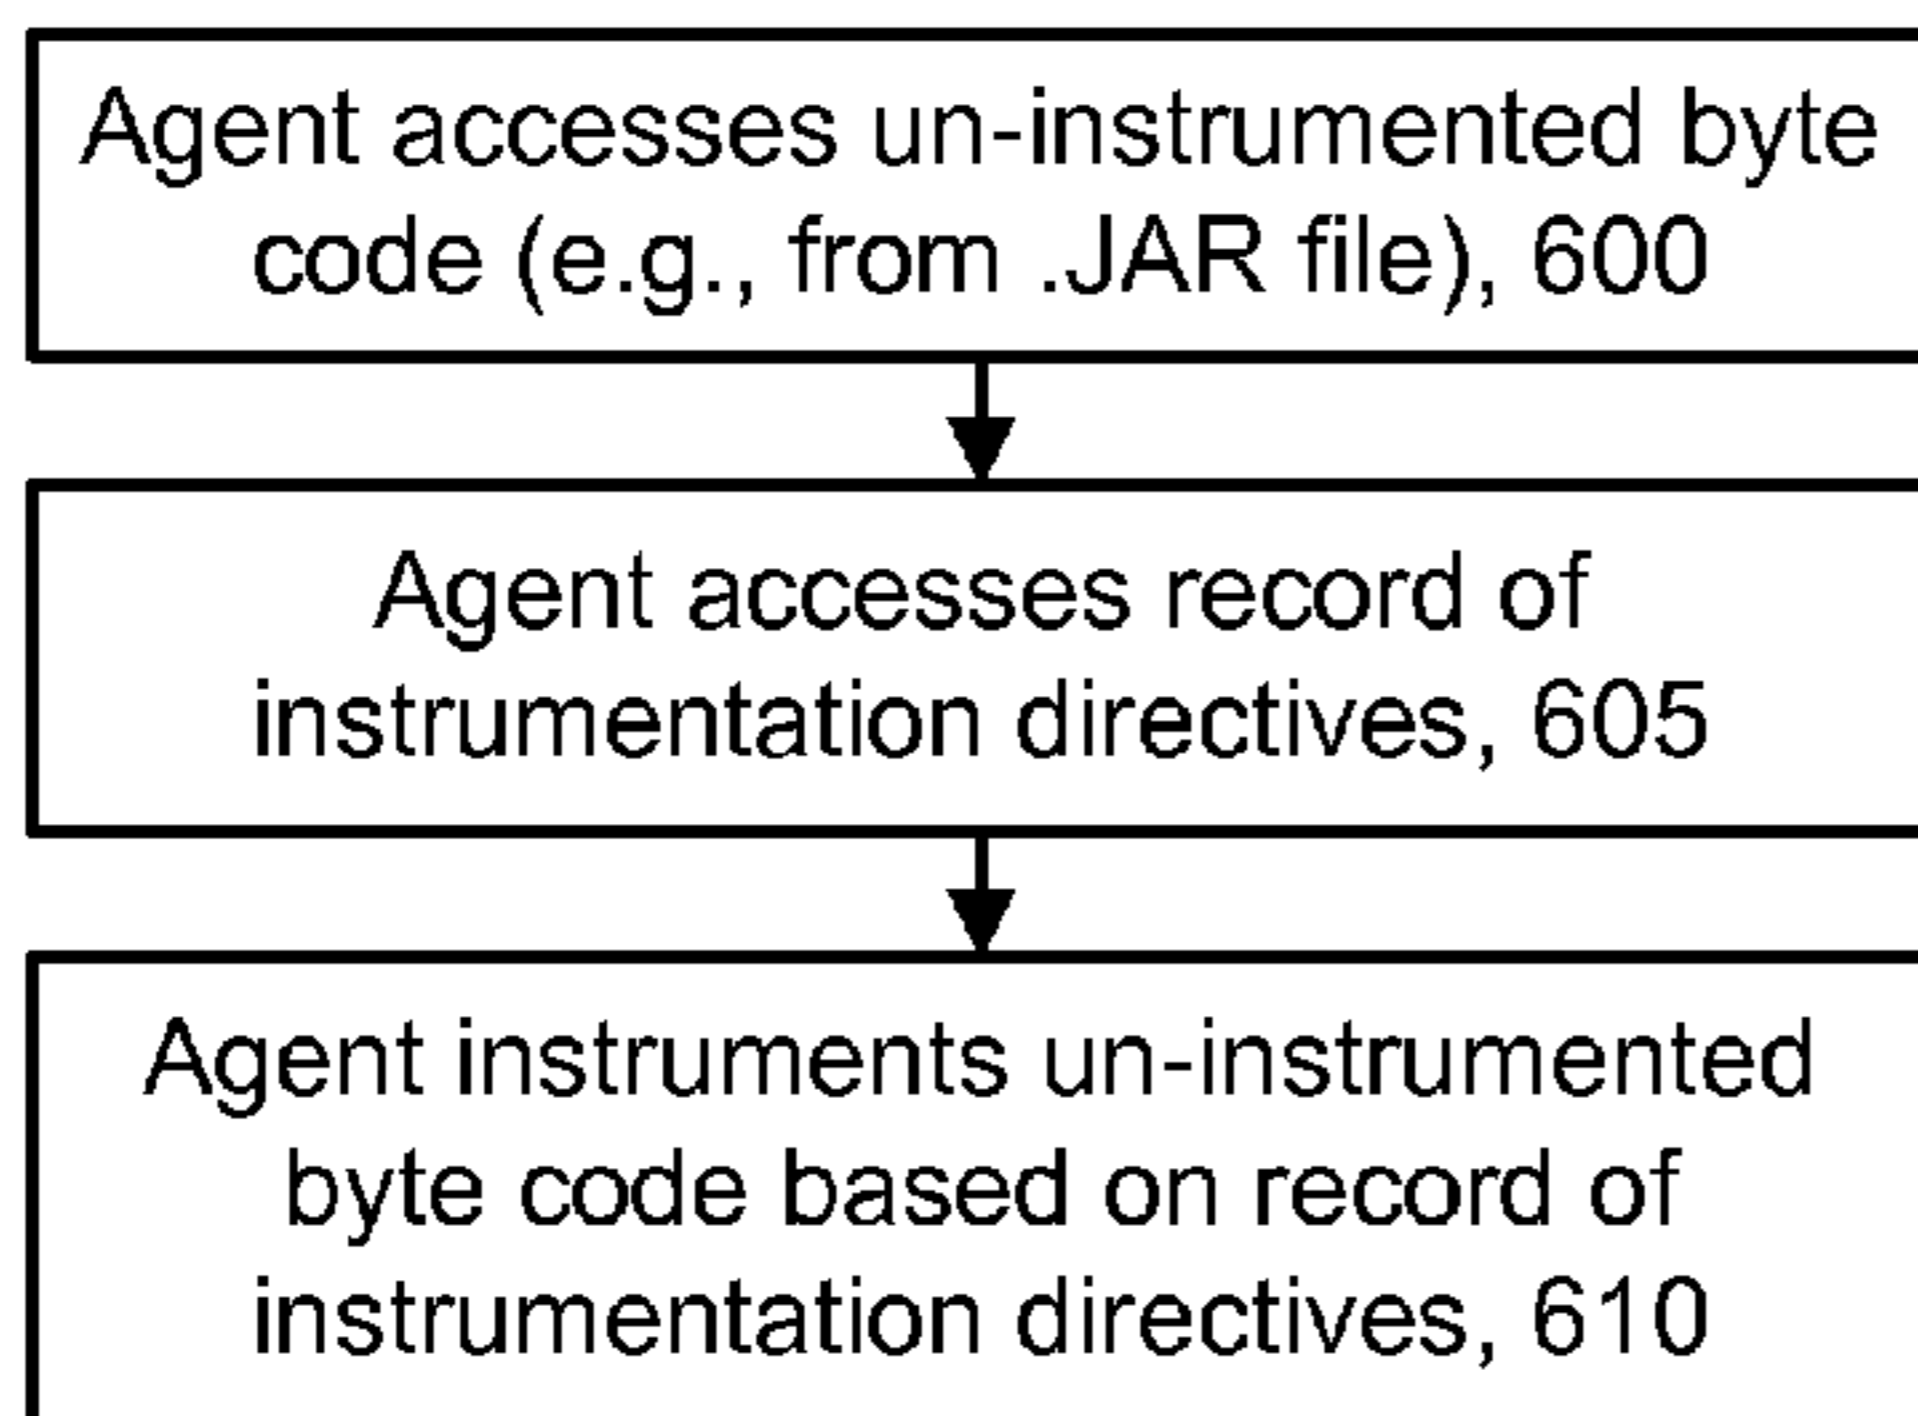 Agent accesses un-instrumented byte
code (e.g., from .JAR file), 600
Agent accesses record of
instrumentation directives, 605
Agent instruments un-instrumented
byte code based on record of
instrumentation directives, 610